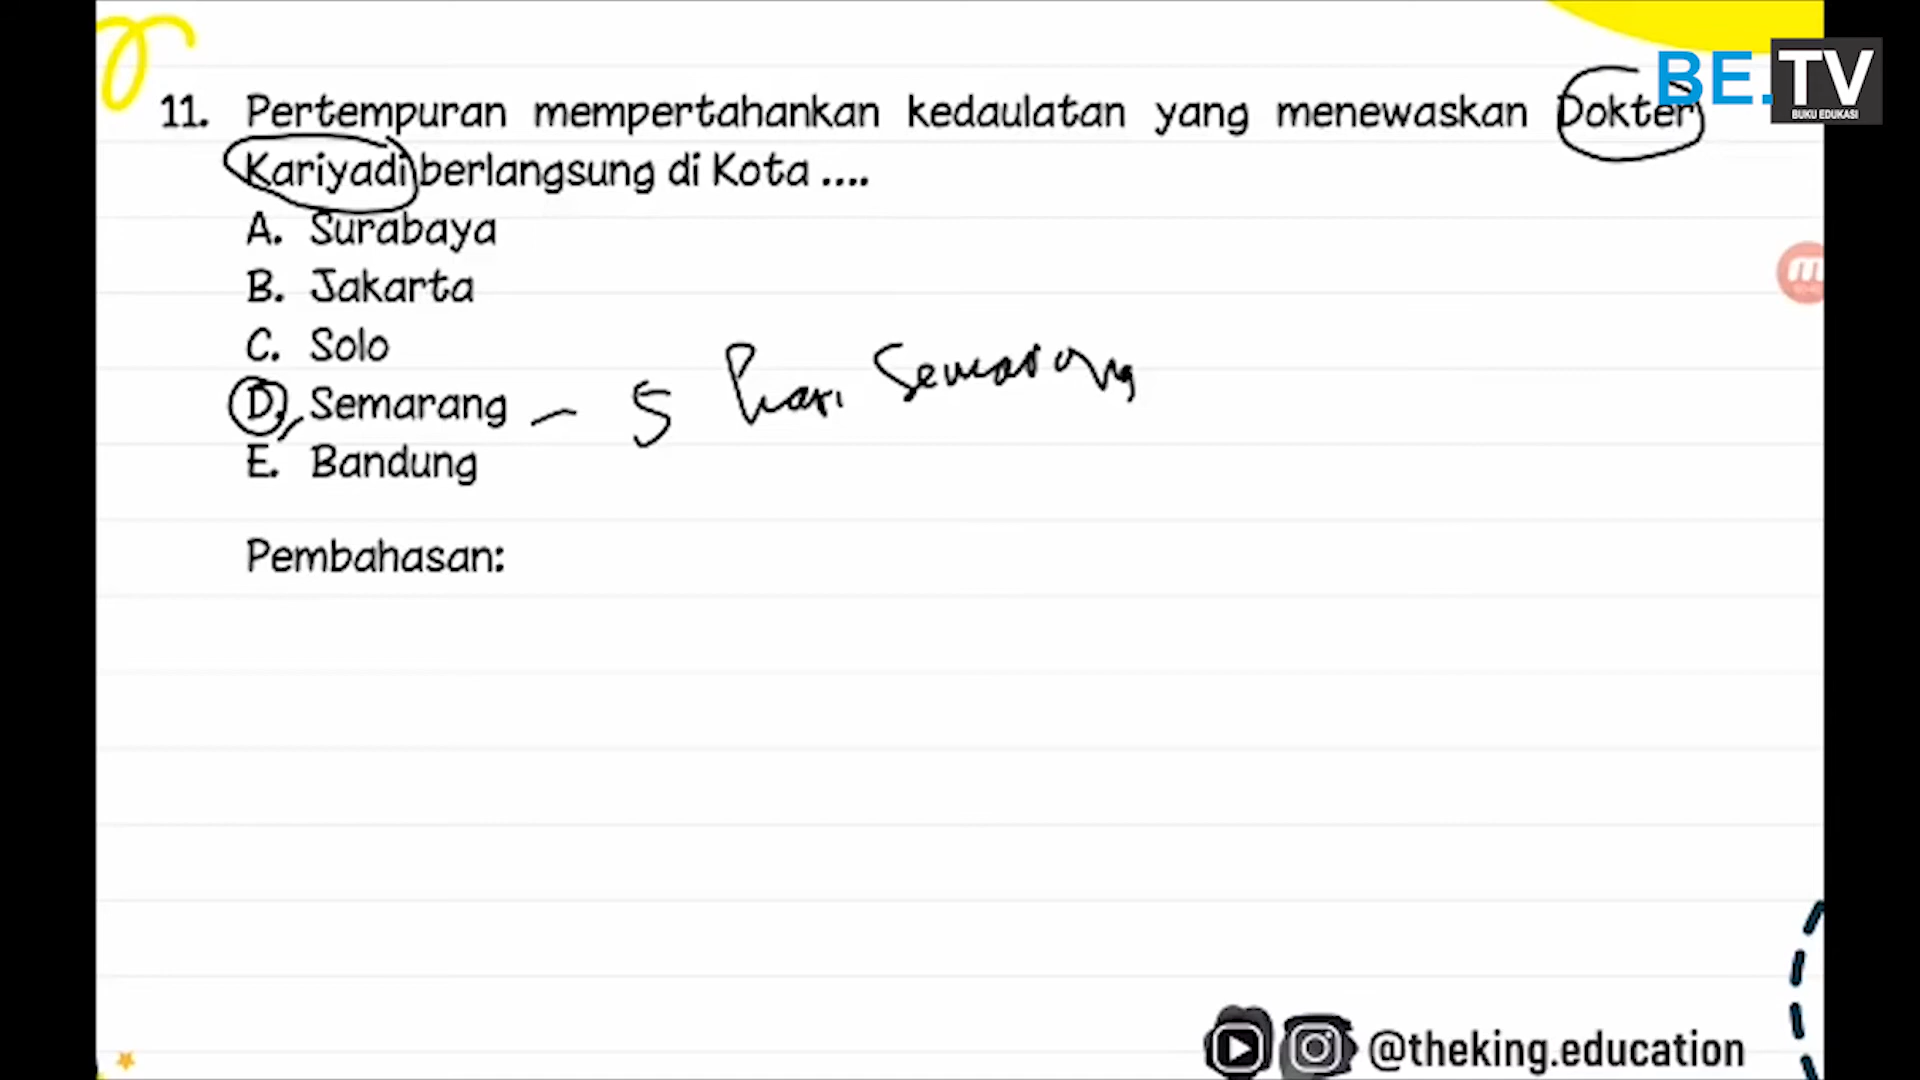 BE.TV
BUKU EDUKASI
11. Pertempuran mempertahankan kedaulatan yang menewaskan Dokter
Kariyadi berlangsung di Kota ....
A. Surabaya
B. Jakarta
C. Solo
D. Semarang – 5 hari Semarang
E. Bandung
Pembahasan:
@theking.education